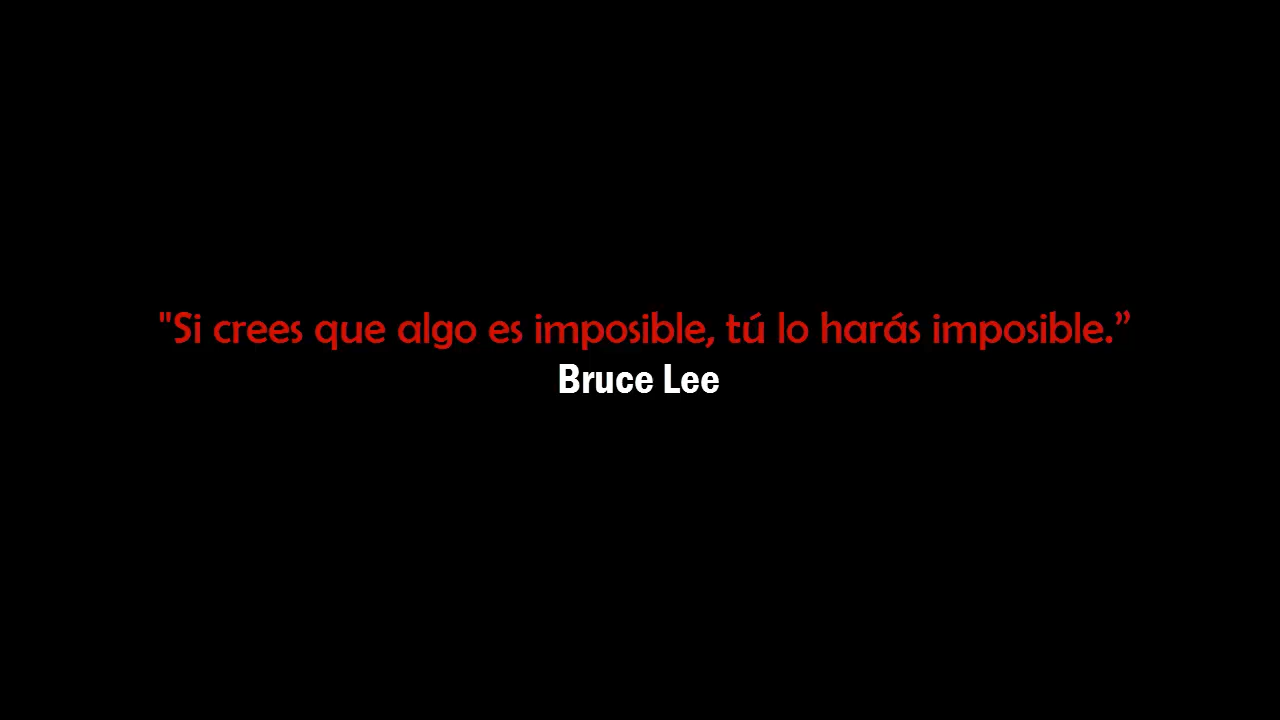 "Si crees que algo es imposible, tú lo harás imposible.”
Bruce Lee